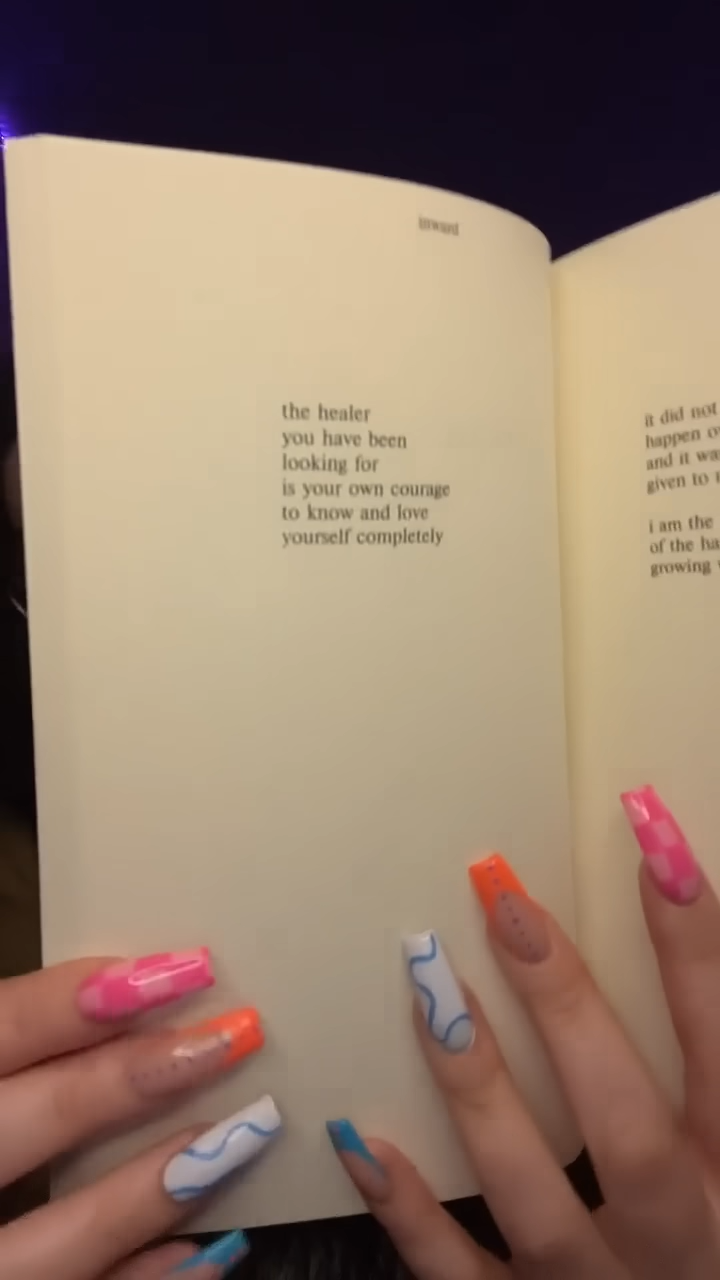 inward
the healer
you have been
looking for
is your own courage
to know and love
yourself completely
it did not
happen
and it
given to
i am the
of the
growing